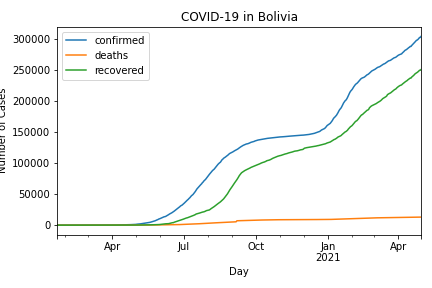 COVID-19 in Bolivia
300000
250000
200000
150000
100000
50000
0
Number of Cases
confirmed
deaths
recovered
Apr
Jul
Oct
Jan
2021
Apr
Day